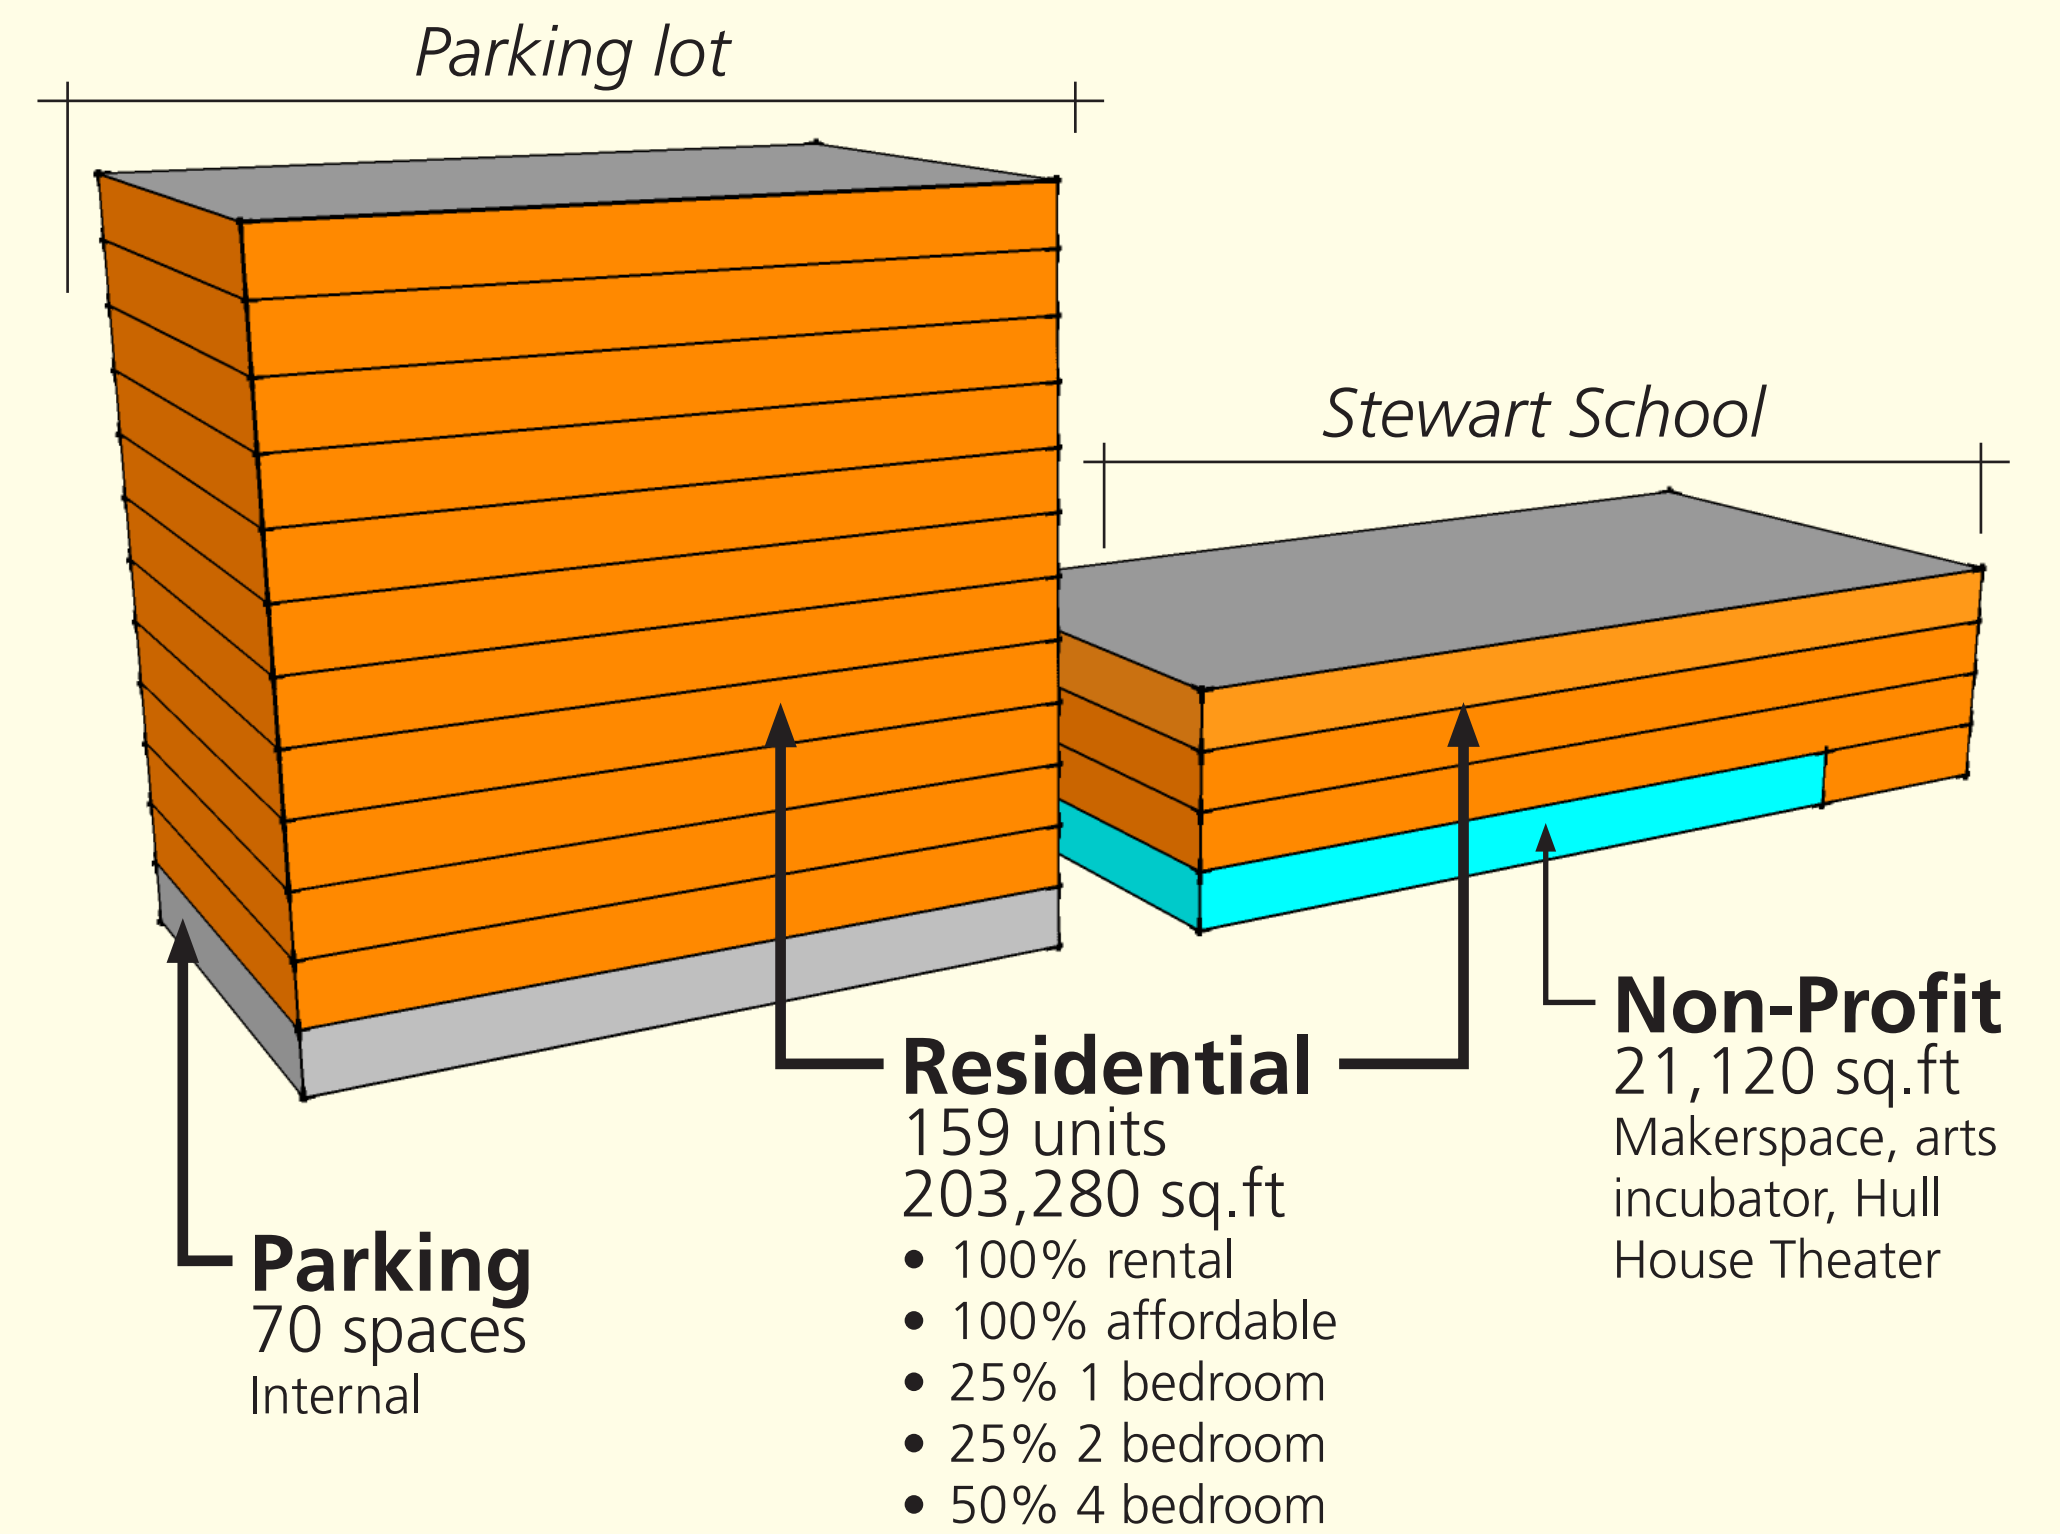 Parking lot
Stewart School
Parking
70 spaces
Internal
Residential
159 units
203,280 sq.ft
• 100% rental
• 100% affordable
• 25% 1 bedroom
• 25% 2 bedroom
• 50% 4 bedroom
Non-Profit
21,120 sq.ft
Makerspace, arts
incubator, Hull
House Theater